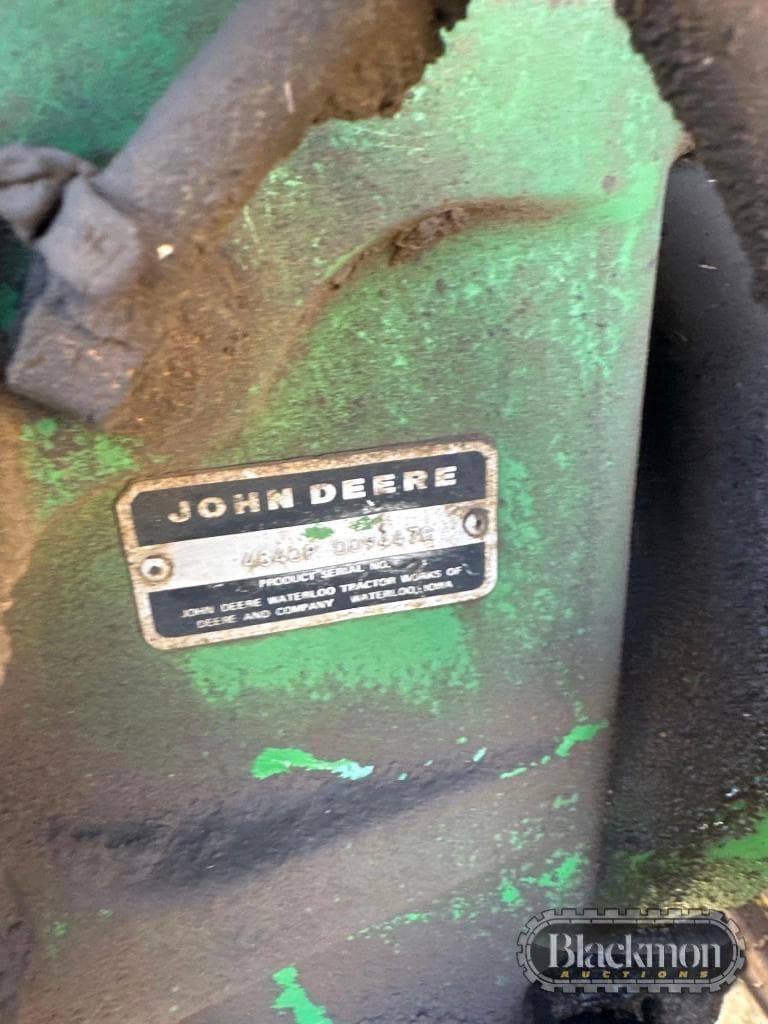 JOHN DEERE
PRODUCT SERIAL NO.
JOHN DEERE WATERLOO TRACTOR WORKS OF
DEERE AND COMPANY WATERLOO, IOWA
Blackmon
AUCTIONS